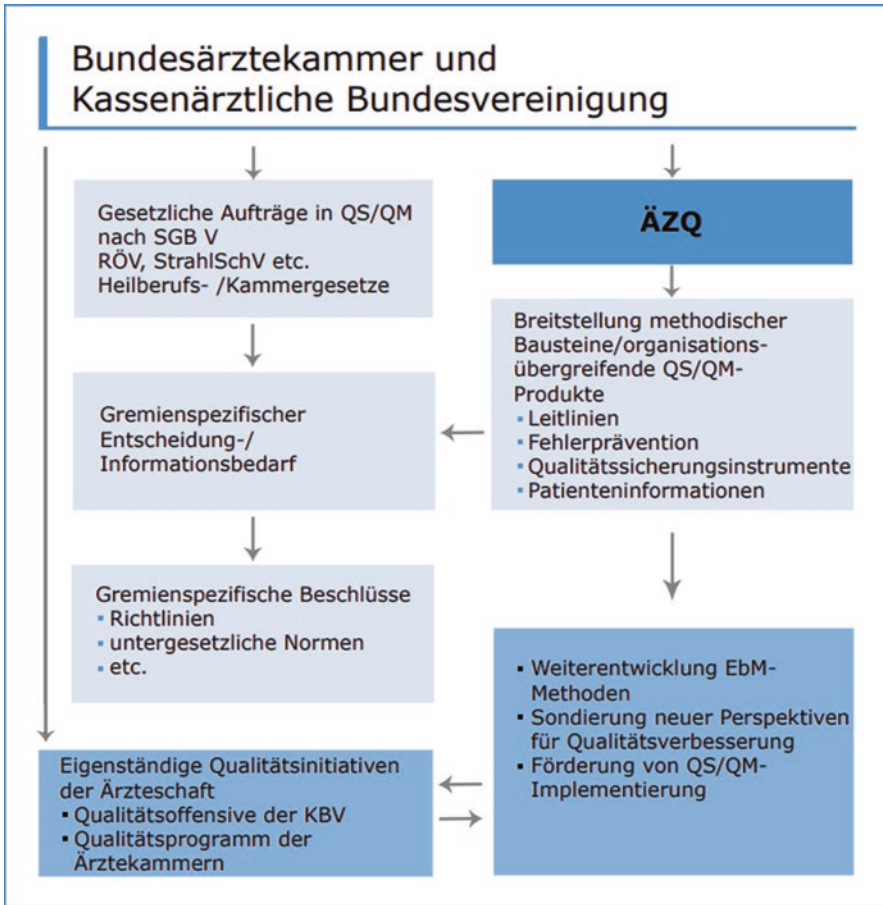 Bundesärztekammer und
Kassenärztliche Bundesvereinigung
Gesetzliche Aufträge in QS/QM
nach SGB V
RÖV, StrahlSchV etc.
Heilberufs- /Kammergesetze
Gremienspezifischer
Entscheidung-/
Informationsbedarf
Gremienspezifische Beschlüsse
▪ Richtlinien
▪ untergesetzliche Normen
▪ etc.
Eigenständige Qualitätsinitiativen
der Ärzteschaft
▪ Qualitätsoffensive der KBV
▪ Qualitätsprogramm der
Ärztekammern
ÄZQ
Breitstellung methodischer
Bausteine/organisations-
übergreifende QS/QM-
Produkte
▪ Leitlinien
▪ Fehlerprävention
▪ Qualitätssicherungsinstrumente
▪ Patienteninformationen
▪ Weiterentwicklung EbM-
Methoden
▪ Sondierung neuer Perspektiven
für Qualitätsverbesserung
▪ Förderung von QS/QM-
Implementierung